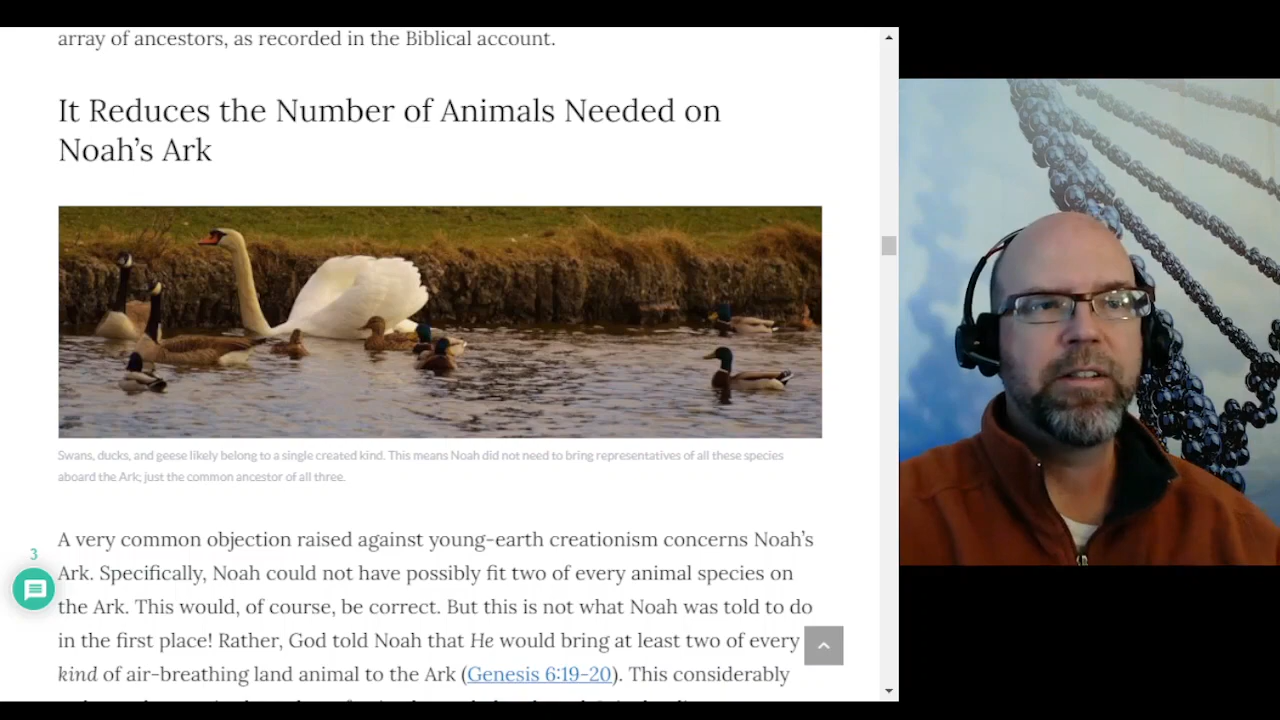 array of ancestors, as recorded in the Biblical account.
It Reduces the Number of Animals Needed on
Noah’s Ark
Swans, ducks, and geese likely belong to a single created kind. This means Noah did not need to bring representatives of all these species
aboard the Ark; just the common ancestor of all three.
A very common objection raised against young-earth creationism concerns Noah’s
Ark. Specifically, Noah could not have possibly fit two of every animal species on
the Ark. This would, of course, be correct. But this is not what Noah was told to do
in the first place! Rather, God told Noah that He would bring at least two of every
kind of air-breathing land animal to the Ark (Genesis 6:19-20). This considerably
3